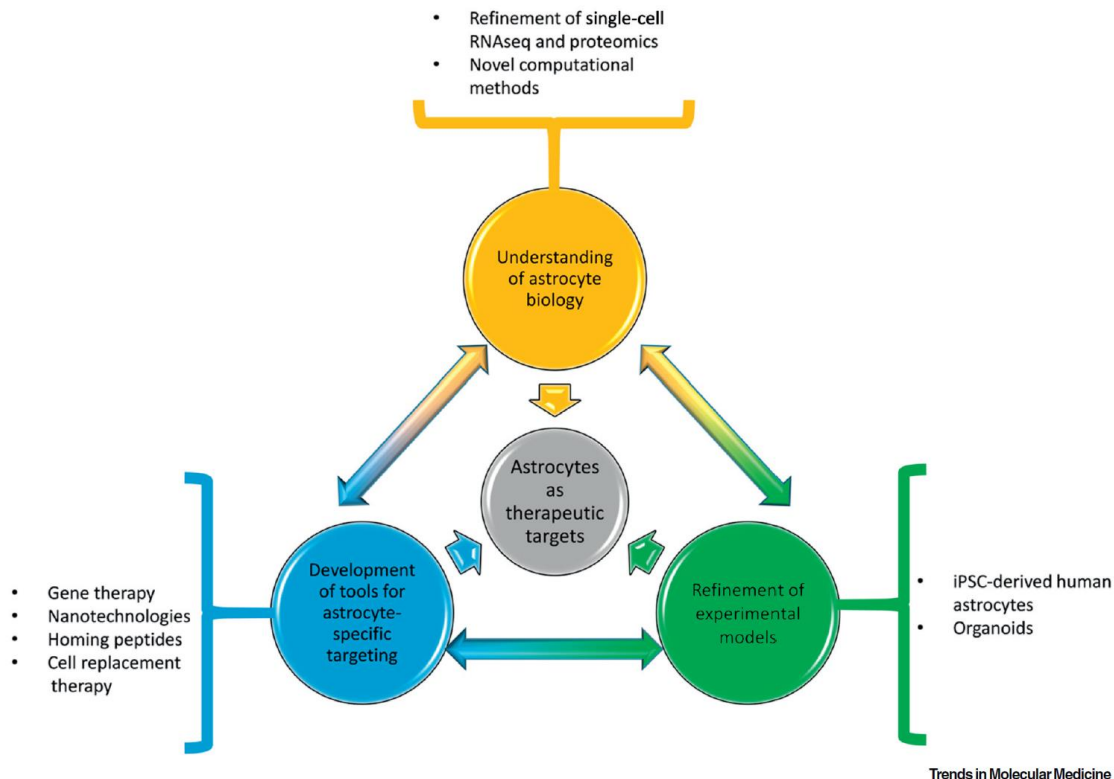 • Refinement of single-cell
RNAseq and proteomics
• Novel computational
methods
Understanding
of astrocyte
biology
Astrocytes
as
therapeutic
targets
• Gene therapy
• Nanotechnologies
• Homing peptides
• Cell replacement
therapy
Development
of tools for
astrocyte-
specific
targeting
Refinement of
experimental
models
• iPSC-derived human
astrocytes
• Organoids
Trends in Molecular Medicine